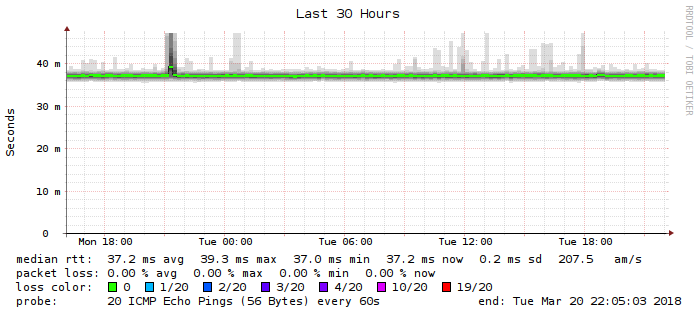 Last 30 Hours
RRDTOOL / TOBI OETIKER
Seconds
40 m
30 m
20 m
10 m
0
Mon 18:00 Tue 00:00 Tue 06:00 Tue 12:00 Tue 18:00
median rtt: 37.2 ms avg 39.3 ms max 37.0 ms min 37.2 ms now 0.2 ms sd 207.5 am/s
packet loss: 0.00 % avg 0.00 % max 0.00 % min 0.00 % now
loss color: 0 1/20 2/20 3/20 4/20 10/20 19/20
probe: 20 ICMP Echo Pings (56 Bytes) every 60s end: Tue Mar 20 22:05:03 2018